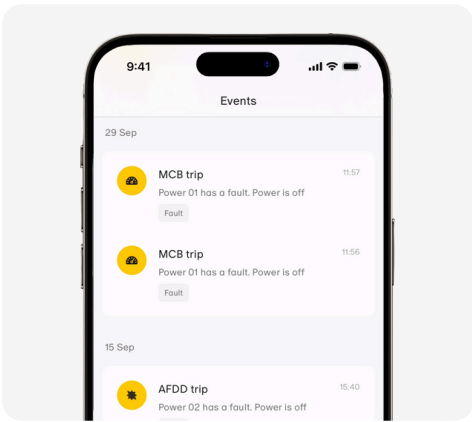 9:41
Events
29 Sep
MCB trip
11:57
Power 01 has a fault. Power is off
Fault
MCB trip
11:56
Power 01 has a fault. Power is off
Fault
15 Sep
AFDD trip
15:40
Power 02 has a fault. Power is off